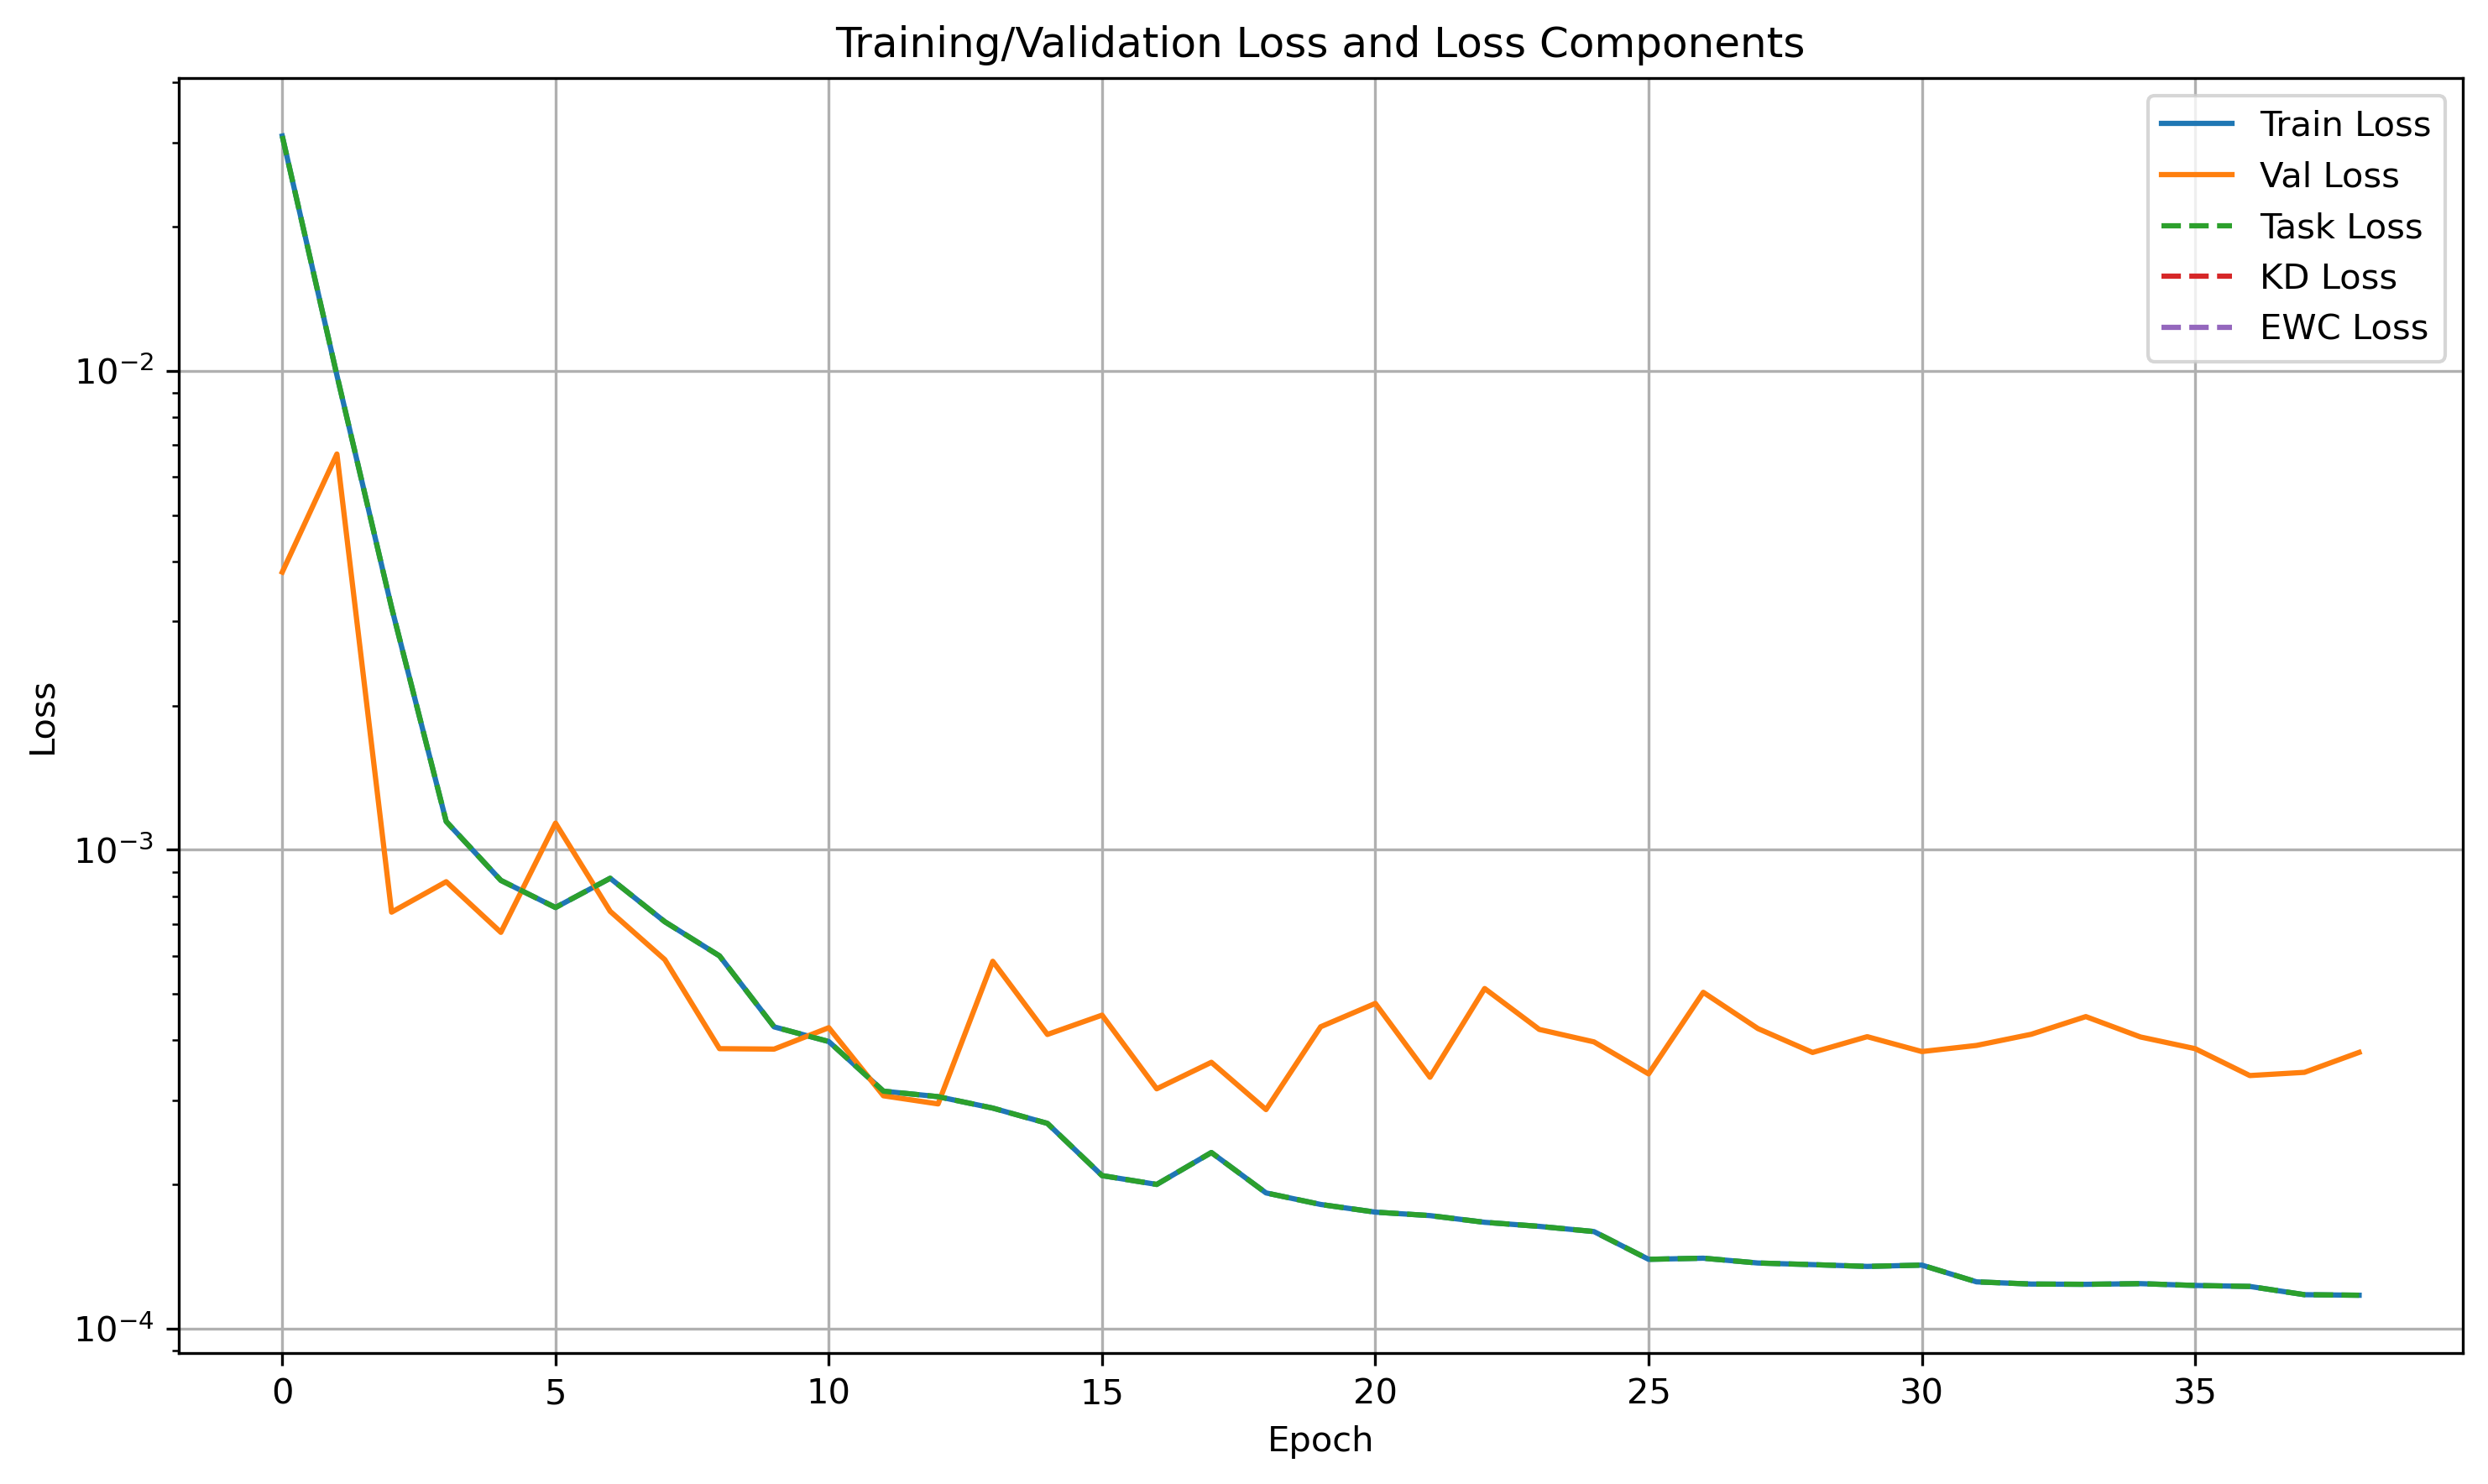 Training/Validation Loss and Loss Components
Train Loss
Val Loss
Task Loss
KD Loss
EWC Loss
10⁻²
10⁻³
10⁻⁴
Loss
0 5 10 15 20 25 30 35
Epoch